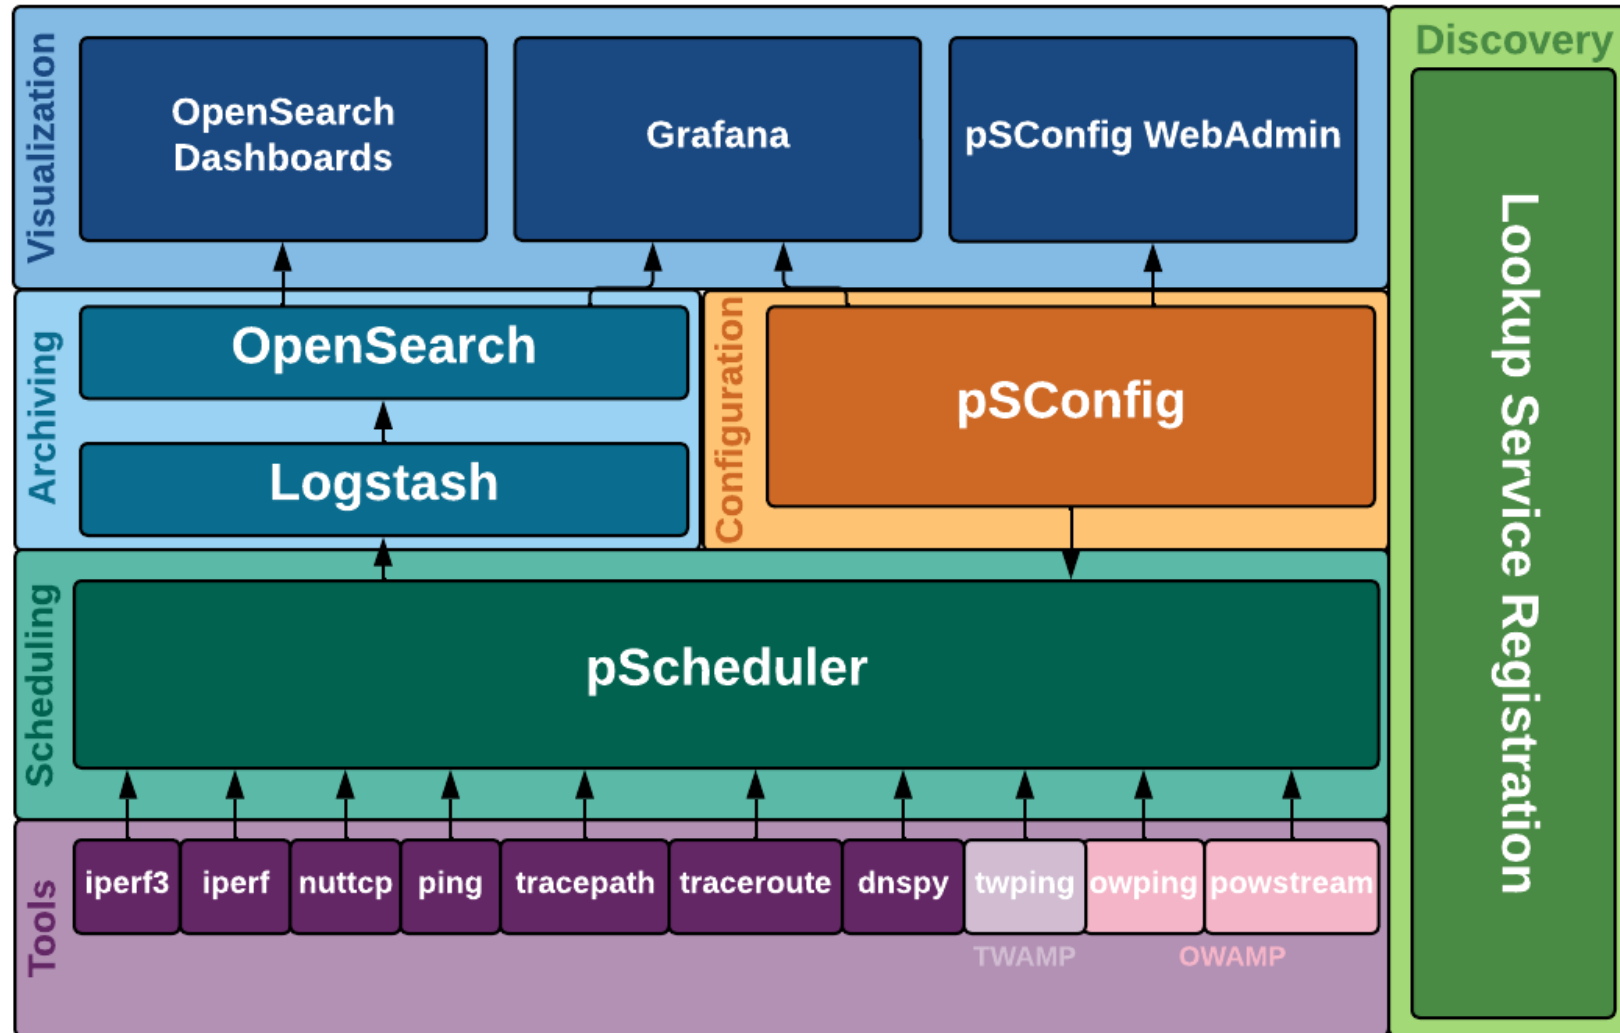 Visualization
OpenSearch
Dashboards
Grafana
pSConfig WebAdmin
Discovery
Lookup Service Registration
Archiving
OpenSearch
Logstash
Configuration
pSConfig
Scheduling
pScheduler
Tools
iperf3
iperf
nuttcp
ping
tracepath
traceroute
dnspy
twping
owping
powstream
TWAMP
OWAMP